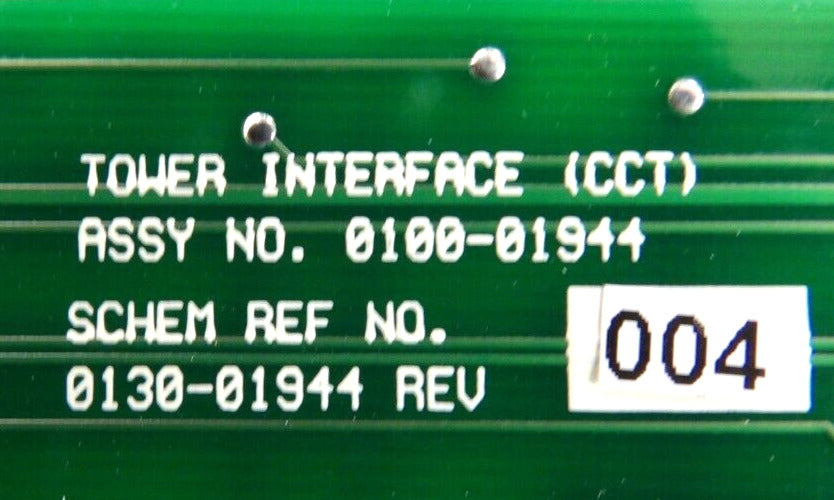 TOWER INTERFACE (CCT)
ASSY NO. 0100-01944
SCHEM REF NO.
0130-01944 REV 004